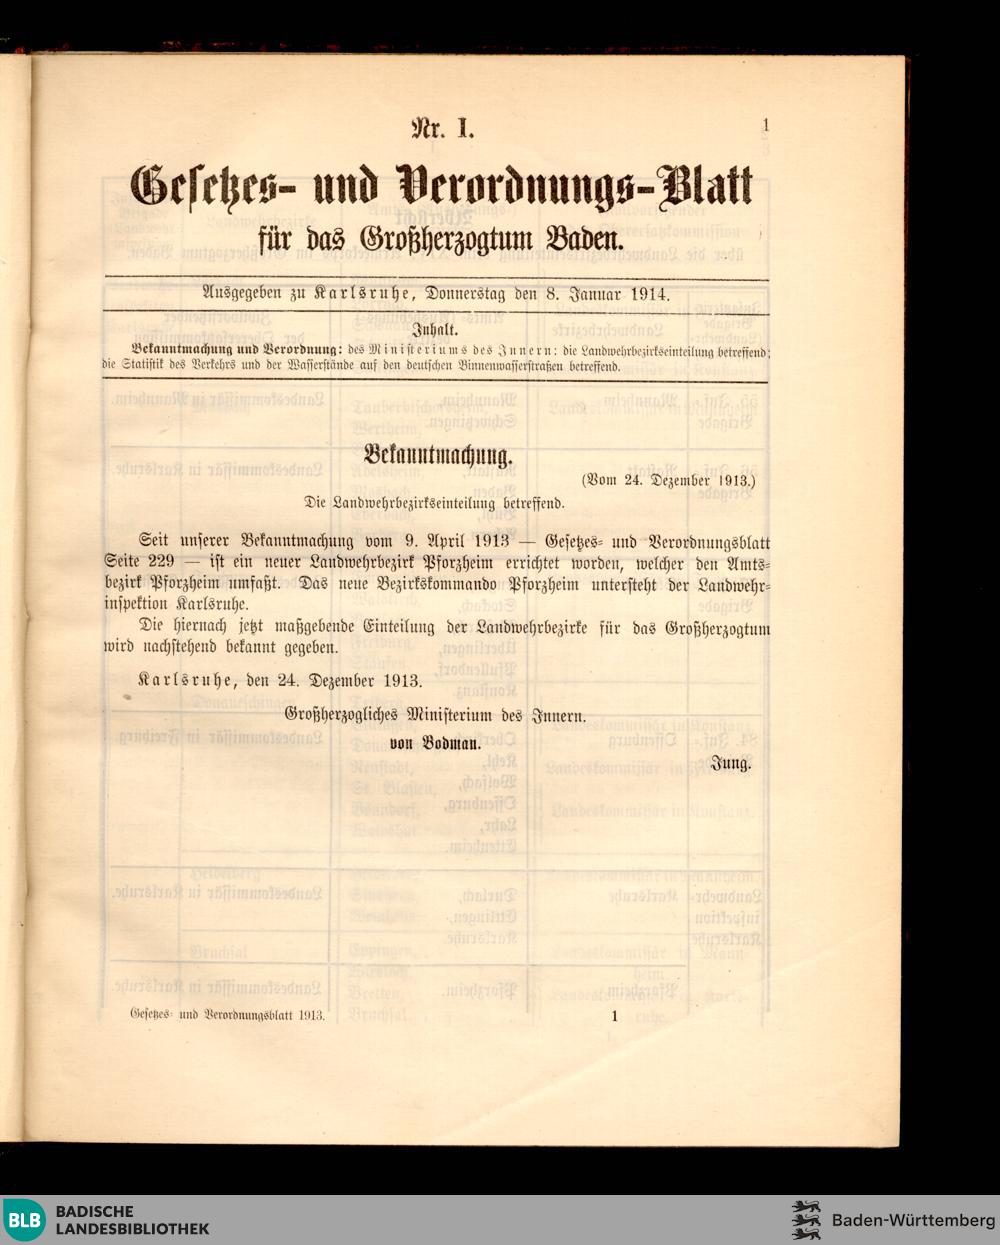 Nr. I.
1
Gesetzes- und Verordnungs-Blatt
für das Großherzogtum Baden.
Ausgegeben zu Karlsruhe, Donnerstag den 8. Januar 1914.
Inhalt.
Bekanntmachung und Verordnung: des Ministeriums des Innern: die Landwehrbezirkseinteilung betreffend;
die Statistik des Verkehrs und der Wasserstände auf den deutschen Binnenwasserstraßen betreffend.
Bekanntmachung.
(Vom 24. Dezember 1913.)
Die Landwehrbezirkseinteilung betreffend.
Seit unserer Bekanntmachung vom 9. April 1913 — Gesetzes- und Verordnungsblatt
Seite 229 — ist ein neuer Landwehrbezirk Pforzheim errichtet worden, welcher den Amts-
bezirk Pforzheim umfaßt. Das neue Bezirkskommando Pforzheim untersteht der Landwehr-
inspektion Karlsruhe.
Die hiernach jetzt maßgebende Einteilung der Landwehrbezirke für das Großherzogtum
wird nachstehend bekannt gegeben.
Karlsruhe, den 24. Dezember 1913.
Großherzogliches Ministerium des Innern.
von Bodman.
Jung.
Gesetzes- und Verordnungsblatt 1913.
1
BLB
BADISCHE
LANDESBIBLIOTHEK
Baden-Württemberg